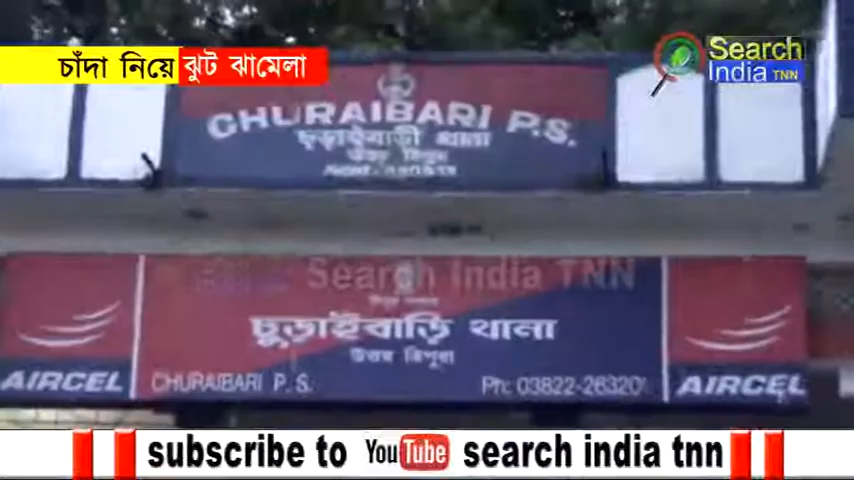 চাঁদা নিয়ে ঝুট ঝামেলা
Search
India TNN
CHURAIBARI P.S.
চুড়াইবাড়ী থানা
Search India TNN
চুড়াইবাড়ি থানা
উত্তর ত্রিপুরা
CHURAIBARI P.S.
Ph: 03822-263201
AIRCEL
AIRCEL
subscribe to YouTube search india tnn